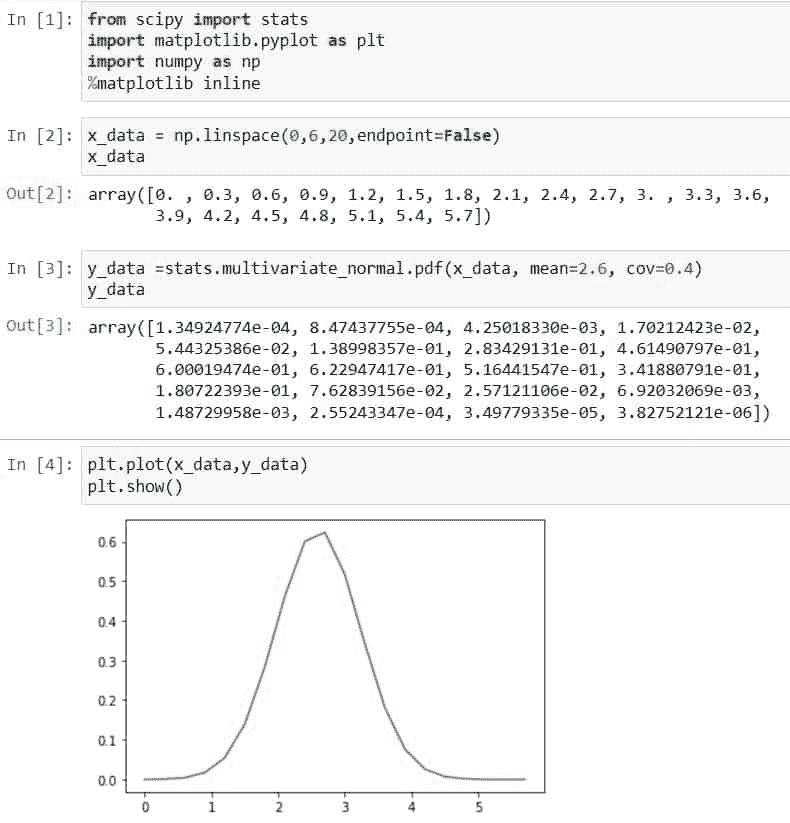 In [1]: from scipy import stats
import matplotlib.pyplot as plt
import numpy as np
%matplotlib inline
In [2]: x_data = np.linspace(0,6,20,endpoint=False)
x_data
Out[2]: array([0. , 0.3, 0.6, 0.9, 1.2, 1.5, 1.8, 2.1, 2.4, 2.7, 3. , 3.3, 3.6,
3.9, 4.2, 4.5, 4.8, 5.1, 5.4, 5.7])
In [3]: y_data =stats.multivariate_normal.pdf(x_data, mean=2.6, cov=0.4)
y_data
Out[3]: array([1.34924774e-04, 8.47437755e-04, 4.25018330e-03, 1.70212423e-02,
5.44325386e-02, 1.38998357e-01, 2.83429131e-01, 4.61490797e-01,
6.00019474e-01, 6.22947417e-01, 5.16441547e-01, 3.41880791e-01,
1.80722393e-01, 7.62839156e-02, 2.57121106e-02, 6.92032069e-03,
1.48729958e-03, 2.55243347e-04, 3.49779335e-05, 3.82752121e-06])
In [4]: plt.plot(x_data,y_data)
plt.show()
0.6
0.5
0.4
0.3
0.2
0.1
0.0
0 1 2 3 4 5